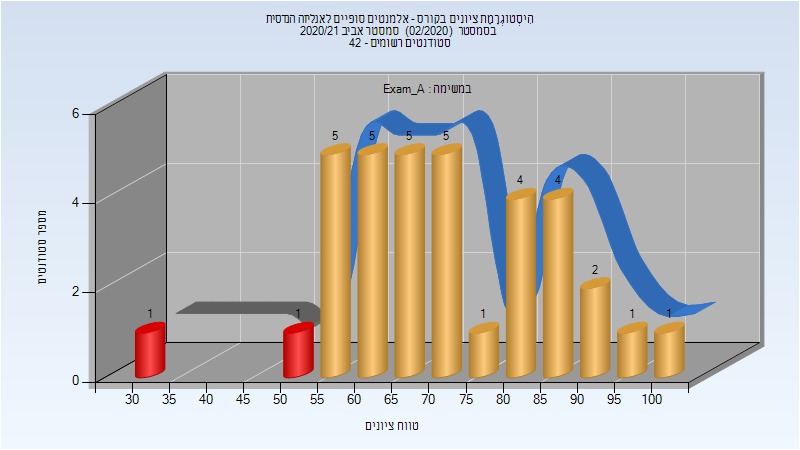 היסטוגרמת ציונים בקורס - אלמנטים סופיים לאנליזה הנדסית
בסמסטר (02/2020) סמסטר אביב 2020/21
סטודנטים רשומים - 42
במשימה : Exam_A
מספר סטודנטים
6
4
2
0
1
1
5
5
5
5
1
4
4
2
1
1
30 35 40 45 50 55 60 65 70 75 80 85 90 95 100
טווח ציונים